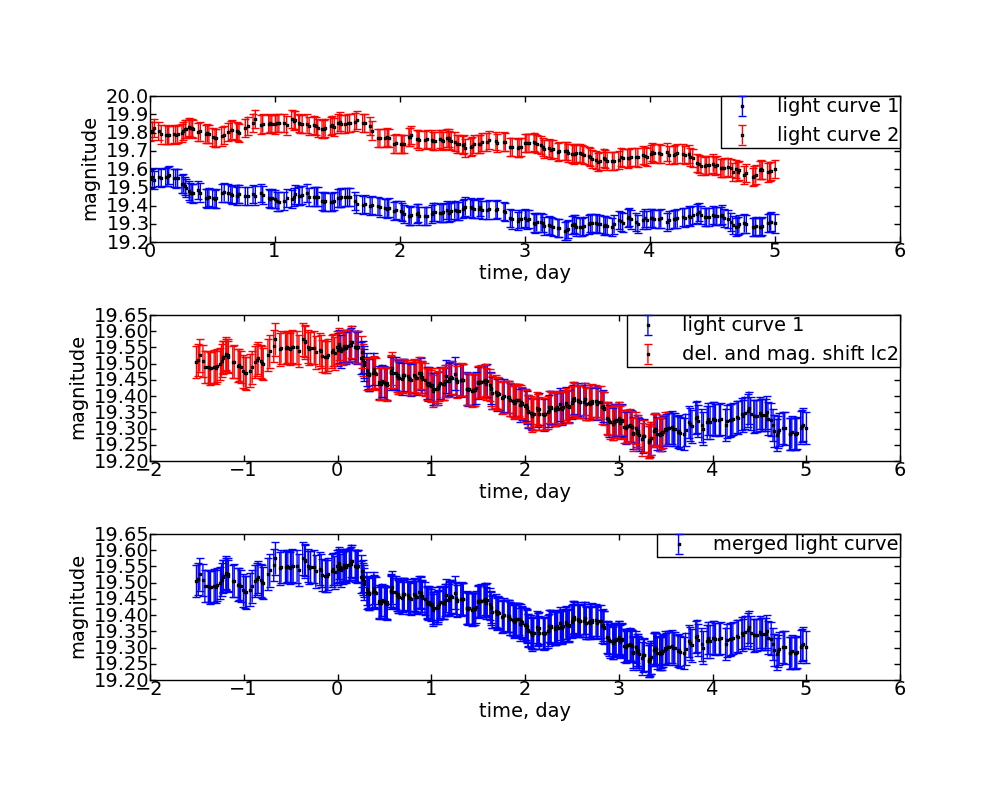 20.0
19.9
19.8
19.7
19.6
19.5
19.4
19.3
19.2
magnitude
light curve 1
light curve 2
0 1 2 3 4 5 6
time, day
19.65
19.60
19.55
19.50
19.45
19.40
19.35
19.30
19.25
19.20
magnitude
light curve 1
del. and mag. shift lc2
−2 −1 0 1 2 3 4 5 6
time, day
19.65
19.60
19.55
19.50
19.45
19.40
19.35
19.30
19.25
19.20
magnitude
merged light curve
−2 −1 0 1 2 3 4 5 6
time, day